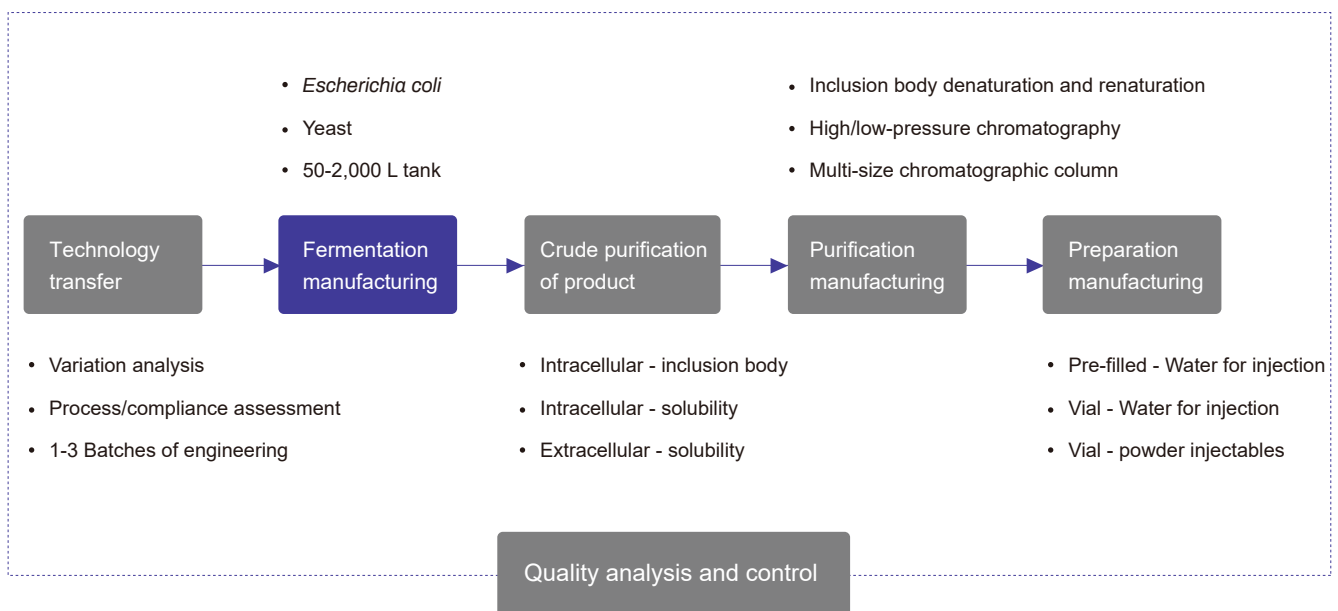 • Escherichia coli
• Yeast
• 50-2,000 L tank
• Inclusion body denaturation and renaturation
• High/low-pressure chromatography
• Multi-size chromatographic column
Technology
transfer
Fermentation
manufacturing
Crude purification
of product
Purification
manufacturing
Preparation
manufacturing
• Variation analysis
• Process/compliance assessment
• 1-3 Batches of engineering
• Intracellular - inclusion body
• Intracellular - solubility
• Extracellular - solubility
• Pre-filled - Water for injection
• Vial - Water for injection
• Vial - powder injectables
Quality analysis and control